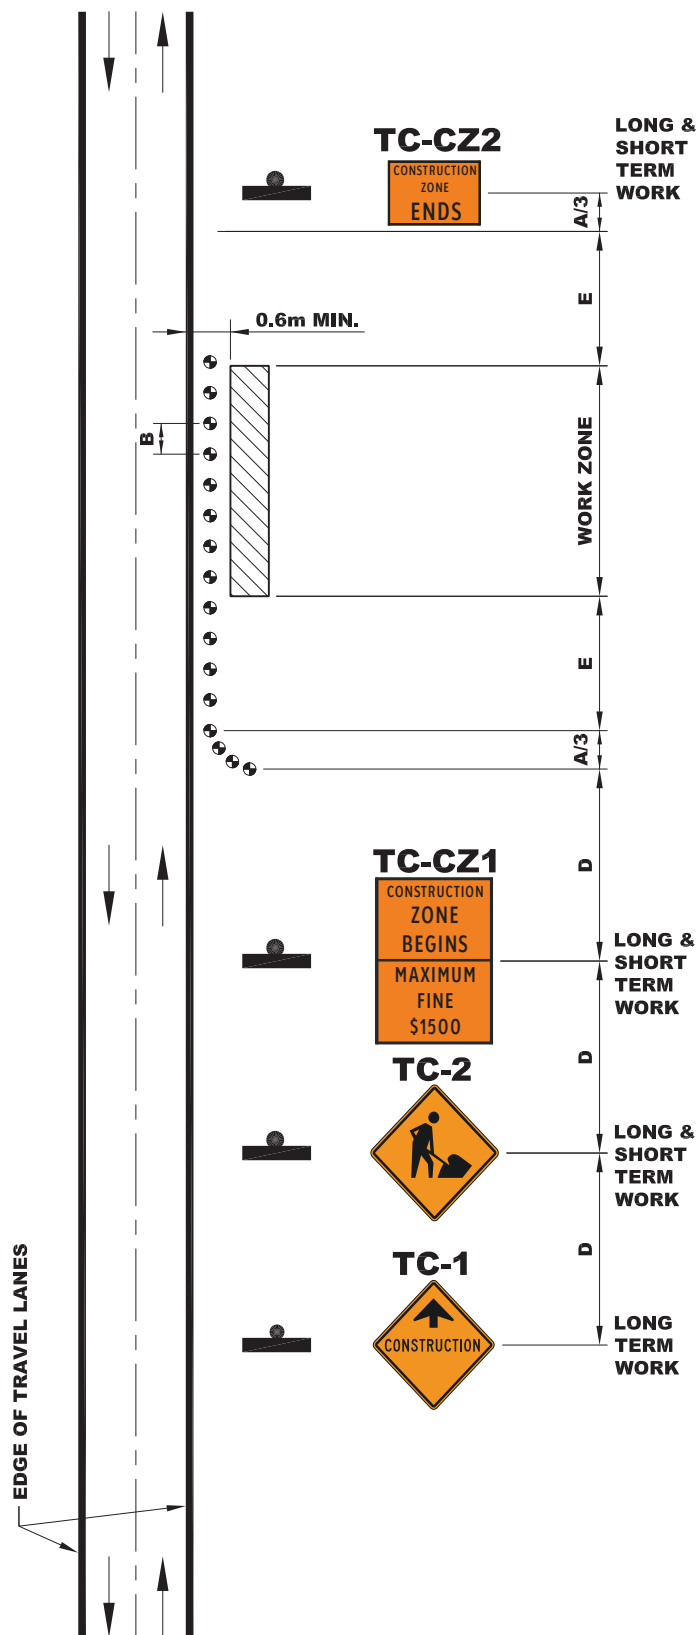 TC-CZ2
CONSTRUCTION
ZONE
ENDS
LONG &
SHORT
TERM
WORK
A/3
E
0.6m MIN.
B
WORK ZONE
E
A/3
D
TC-CZ1
CONSTRUCTION
ZONE
BEGINS
MAXIMUM
FINE
$1500
LONG &
SHORT
TERM
WORK
D
TC-2
LONG &
SHORT
TERM
WORK
D
TC-1
CONSTRUCTION
LONG
TERM
WORK
EDGE OF TRAVEL LANES